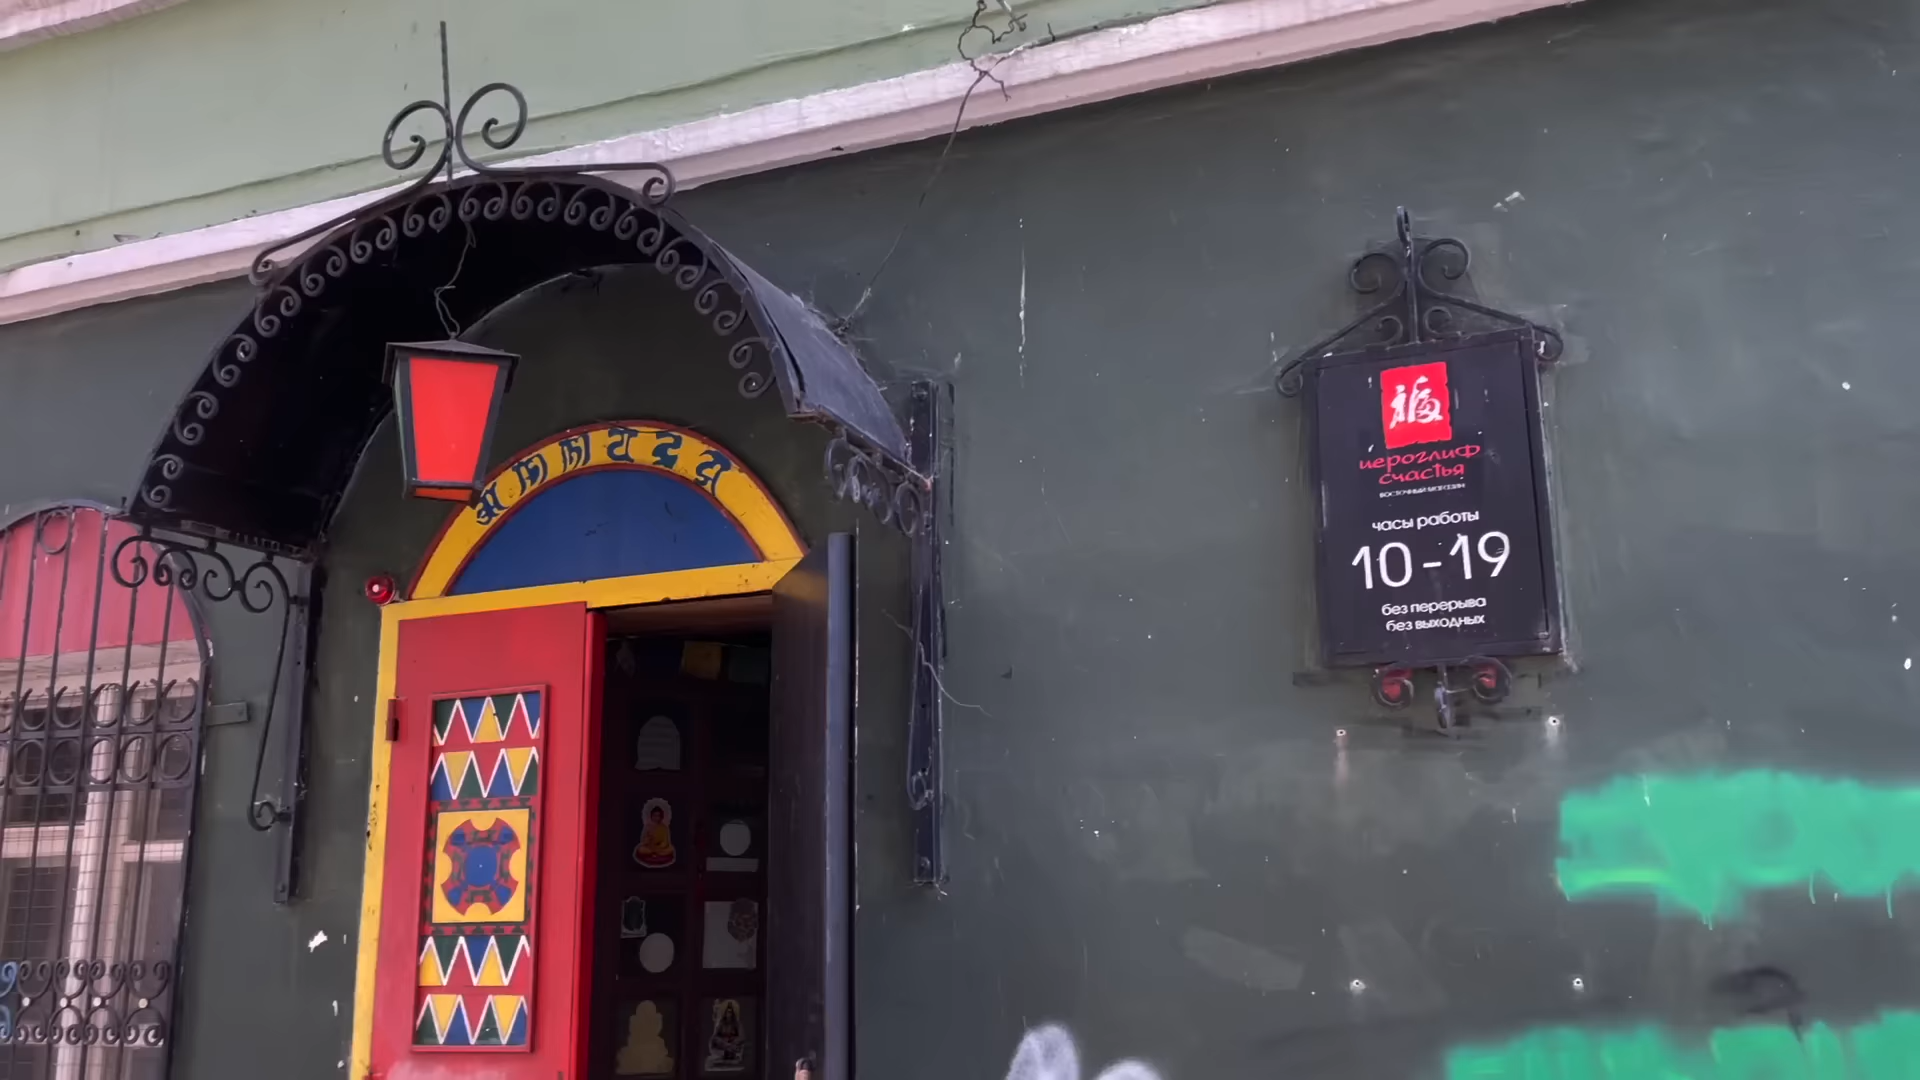 福
иероглиф
счастья
восточный магазин
часы работы
10-19
без перерыва
без выходных